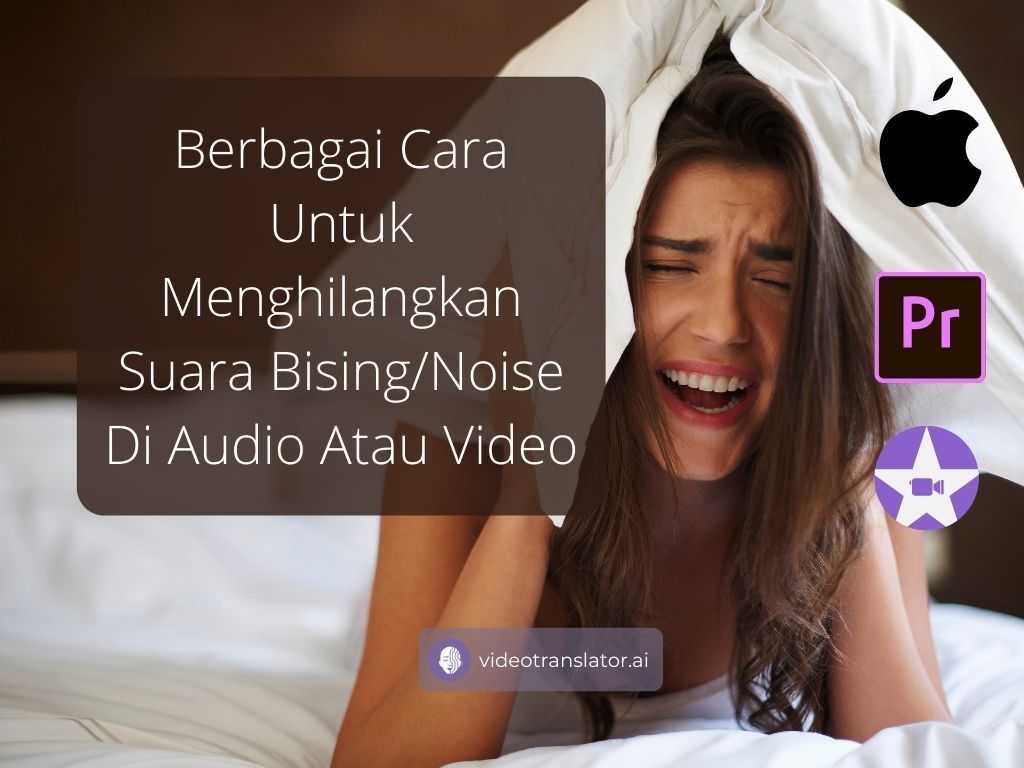 Berbagai Cara
Untuk
Menghilangkan
Suara Bising/Noise
Di Audio Atau Video
Pr
videotranslator.ai